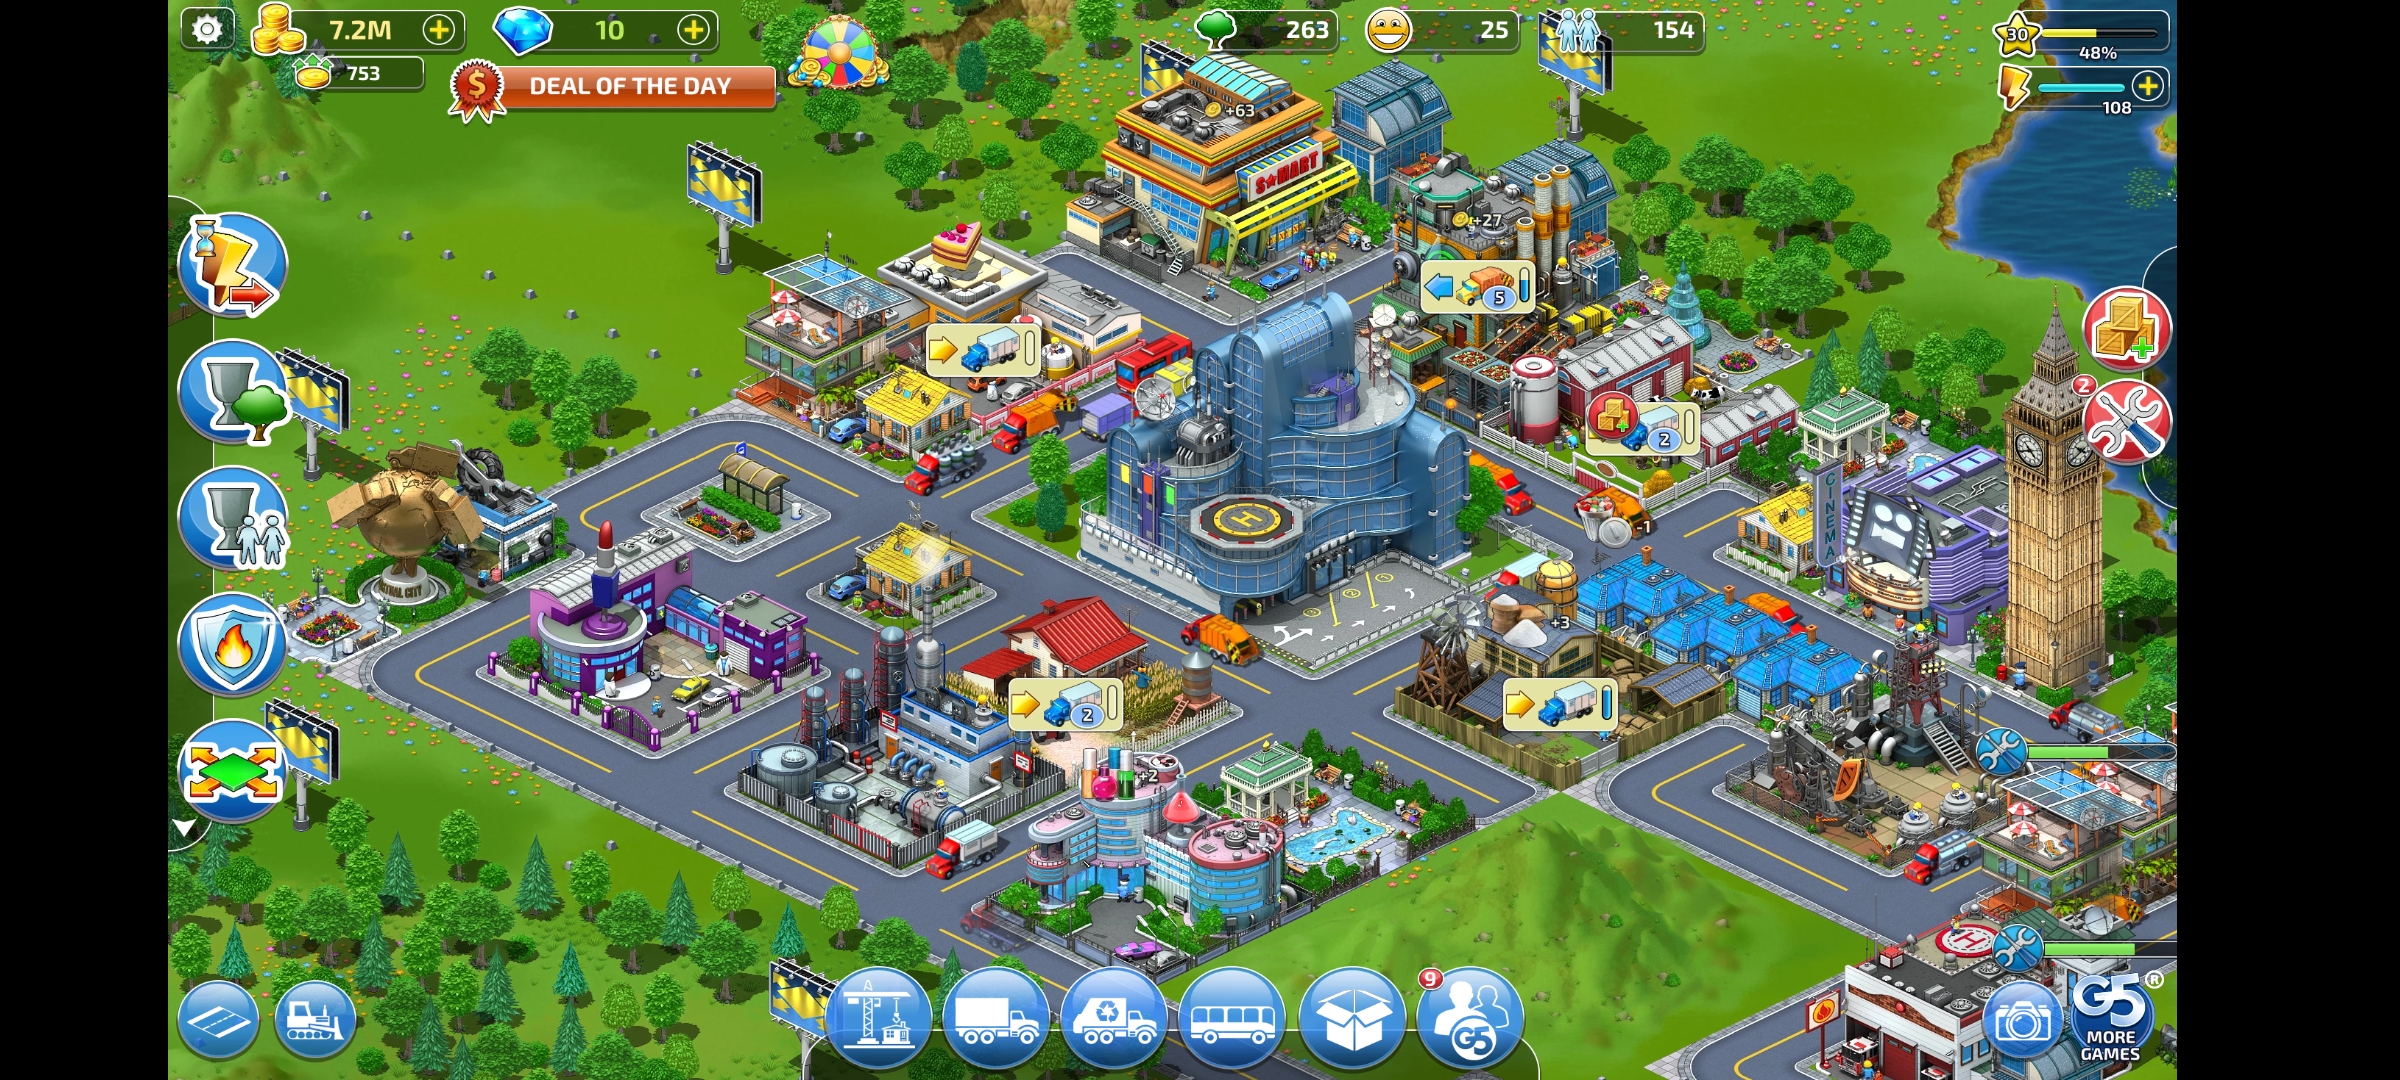 7.2M
10
263
25
154
30
48%
753
DEAL OF THE DAY
108
+63
S★MART
+27
5
2
2
CINEMA
-1
H
+3
2
+2
H
9
G5
G5®
MORE
GAMES